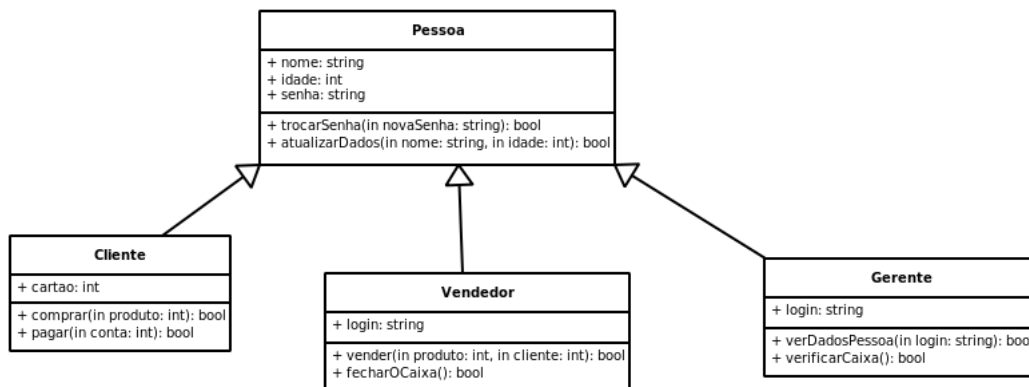 Pessoa
+ nome: string
+ idade: int
+ senha: string
+ trocarSenha(in novaSenha: string): bool
+ atualizarDados(in nome: string, in idade: int): bool
Cliente
+ cartao: int
+ comprar(in produto: int): bool
+ pagar(in conta: int): bool
Vendedor
+ login: string
+ vender(in produto: int, in cliente: int): bool
+ fecharOCaixa(): bool
Gerente
+ login: string
+ verDadosPessoa(in login: string): bool
+ verificarCaixa(): bool